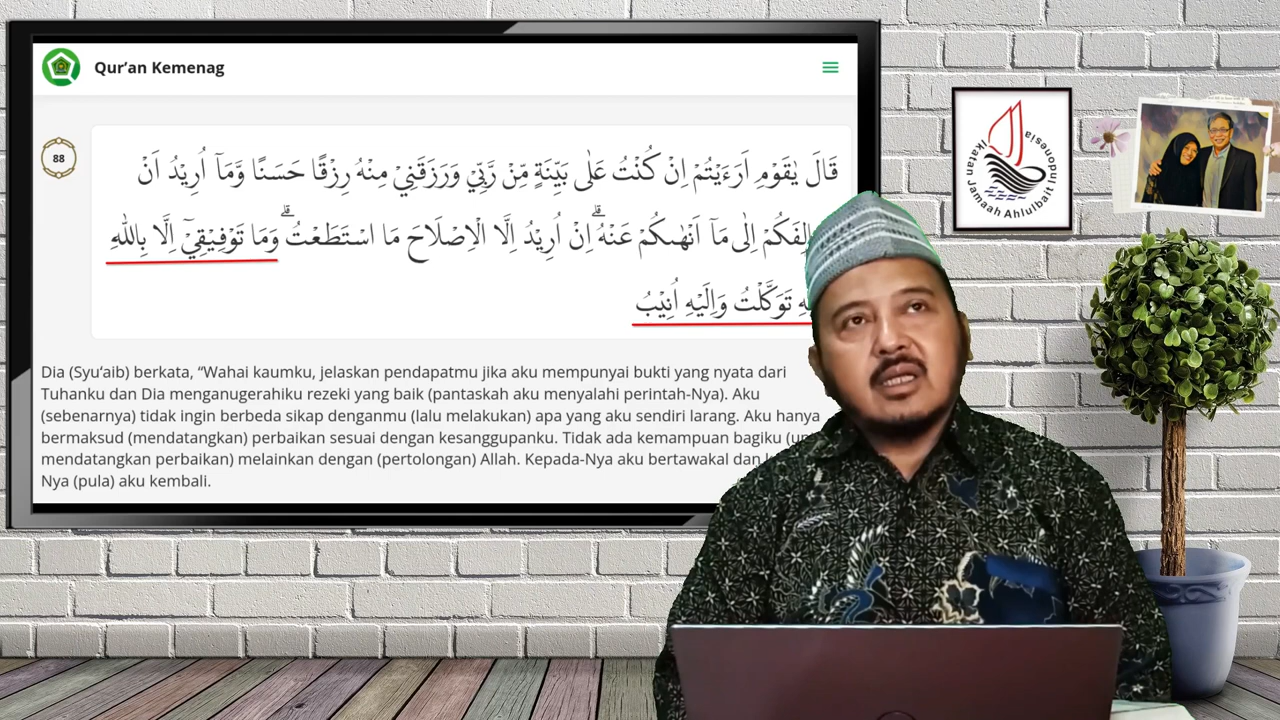 Qur'an Kemenag
88
قَالَ يٰقَوْمِ اَرَءَيْتُمْ اِنْ كُنْتُ عَلٰى بَيِّنَةٍ مِّنْ رَّبِّيْ وَرَزَقَنِيْ مِنْهُ رِزْقًا حَسَنًا وَّمَآ اُرِيْدُ اَنْ
اِلٰى مَآ اَنْهٰىكُمْ عَنْهُ ۗاِنْ اُرِيْدُ اِلَّا الْاِصْلَاحَ مَا اسْتَطَعْتُۗ وَمَا تَوْفِيْقِيْٓ اِلَّا بِاللّٰهِ
تَوَكَّلْتُ وَاِلَيْهِ اُنِيْبُ
Dia (Syu'aib) berkata, "Wahai kaumku, jelaskan pendapatmu jika aku mempunyai bukti yang nyata dari
Tuhanku dan Dia menganugerahiku rezeki yang baik (pantaskah aku menyalahi perintah-Nya). Aku
(sebenarnya) tidak ingin berbeda sikap denganmu (lalu melakukan) apa yang aku sendiri larang. Aku hanya
bermaksud (mendatangkan) perbaikan sesuai dengan kesanggupanku. Tidak ada kemampuan bagiku
mendatangkan perbaikan) melainkan dengan (pertolongan) Allah. Kepada-Nya aku bertawakal dan
Nya (pula) aku kembali.
Ikatan Jamaah Ahlulbait Indonesia